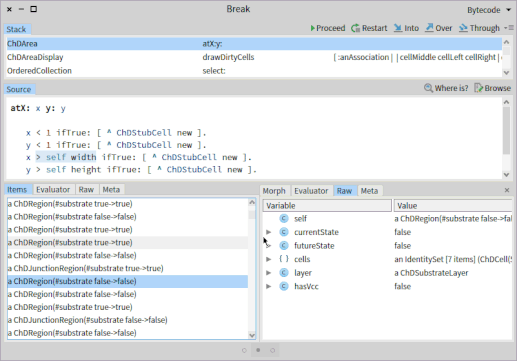 Break
Bytecode
Stack
Proceed Restart Into Over Through
ChDArea atX:y:
ChDAreaDisplay drawDirtyCells [ :anAssociation | | cellMiddle cellLeft cellRight | c
OrderedCollection select:
Source
Where is? Browse
atX: x y: y
x < 1 ifTrue: [ ^ ChDStubCell new ].
y < 1 ifTrue: [ ^ ChDStubCell new ].
x > self width ifTrue: [ ^ ChDStubCell new ].
y > self height ifTrue: [ ^ ChDStubCell new ].
Items Evaluator Raw Meta
a ChDRegion(#substrate true->true)
a ChDRegion(#substrate false->false)
a ChDRegion(#substrate true->true)
a ChDRegion(#substrate true->true)
a ChDRegion(#substrate false->false)
a ChDJunctionRegion(#substrate true->true)
a ChDRegion(#substrate false->false)
a ChDRegion(#substrate true->true)
a ChDRegion(#substrate false->false)
a ChDJunctionRegion(#substrate false->false)
a ChDRegion(#substrate false->false)
Morph Evaluator Raw Meta
Variable Value
self a ChDRegion(#substrate false->fal
currentState false
futureState false
cells an IdentitySet [7 items] (ChDCell(
layer a ChDSubstrateLayer
hasVcc false